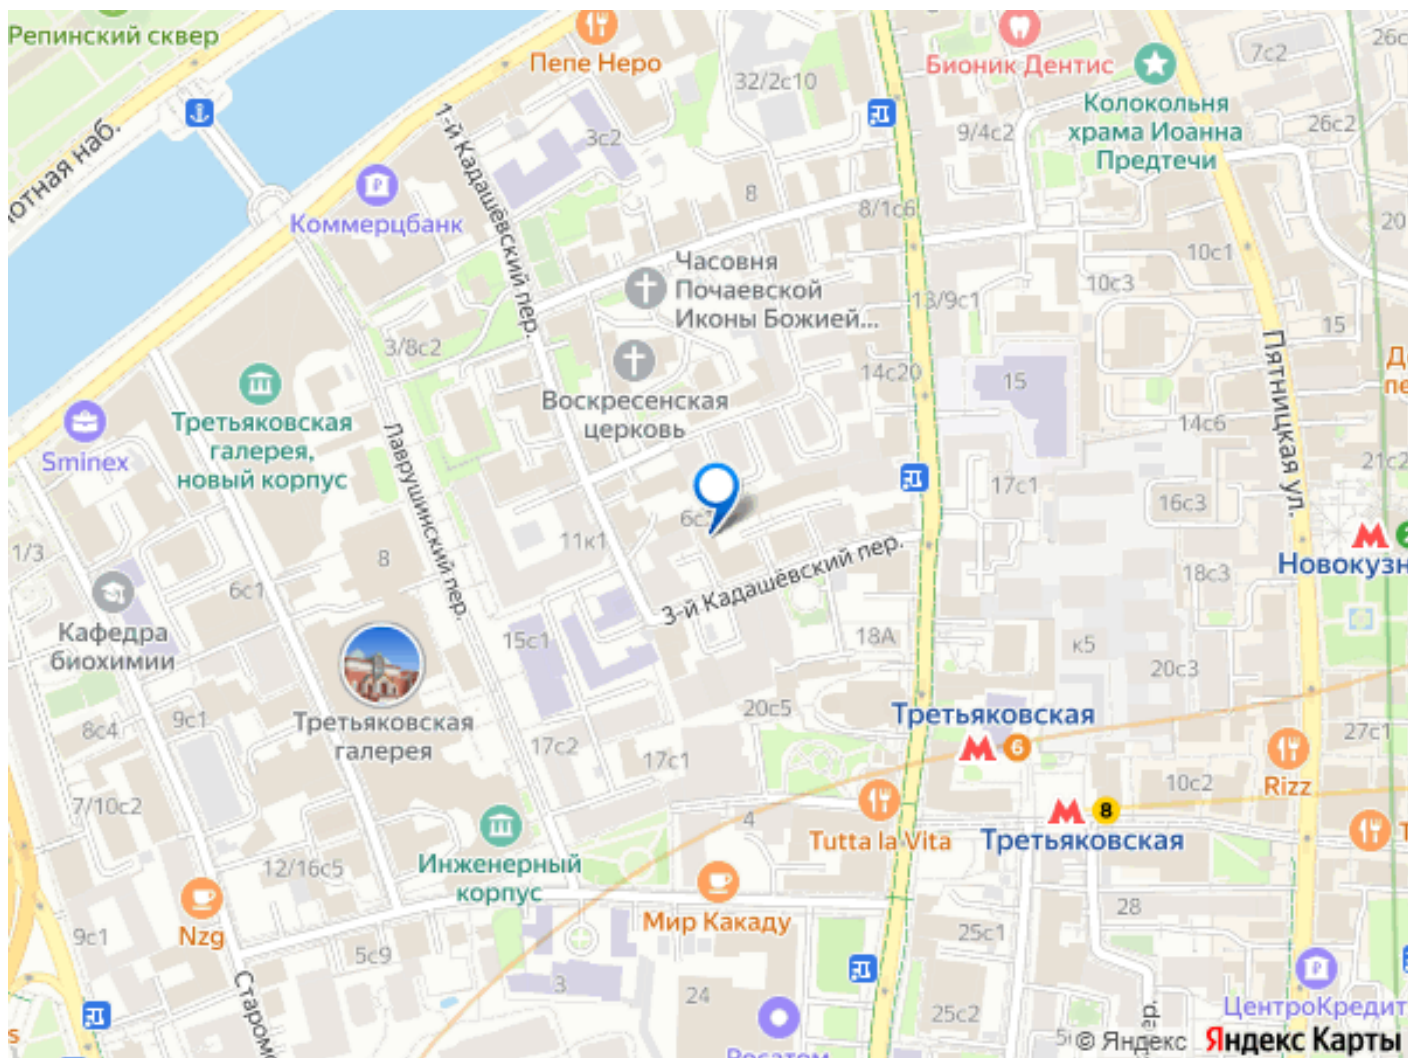 Репинский сквер
Пепе Неро
Бионик Дентис
7с2
26с
32/2с10
Колокольня
храма Иоанна
Предтечи
26с2
9/4с2
3с2
1-й Кадашёвский пер.
отная наб.
Коммерцбанк
8
8/1с6
20
10с1
Часовня
Почаевской
Иконы Божией...
10с3
13/9с1
15
Пятницкая ул.
3/8с2
14с20
15
Воскресенская
церковь
Третьяковская
галерея,
новый корпус
Sminex
Лаврушинский пер.
14с6
21с2
17с1
16с3
11к1
1/3
8
3-й Кадашёвский пер.
Новокузн
18с3
6с1
Кафедра
биохимии
15с1
18А
к5
20с3
Третьяковская
галерея
9с1
8с4
20с5
Третьяковская
6
17с2
17с1
27с1
10с2
Rizz
7/10с2
8
Третьяковская
4
Tutta la Vita
Инженерный
корпус
12/16с5
Мир Какаду
28
Nzg
9с1
5с9
25с1
3
24
25с2
ЦентроКредит
Старомо
Росатом
© Яндекс Яндекс Карты